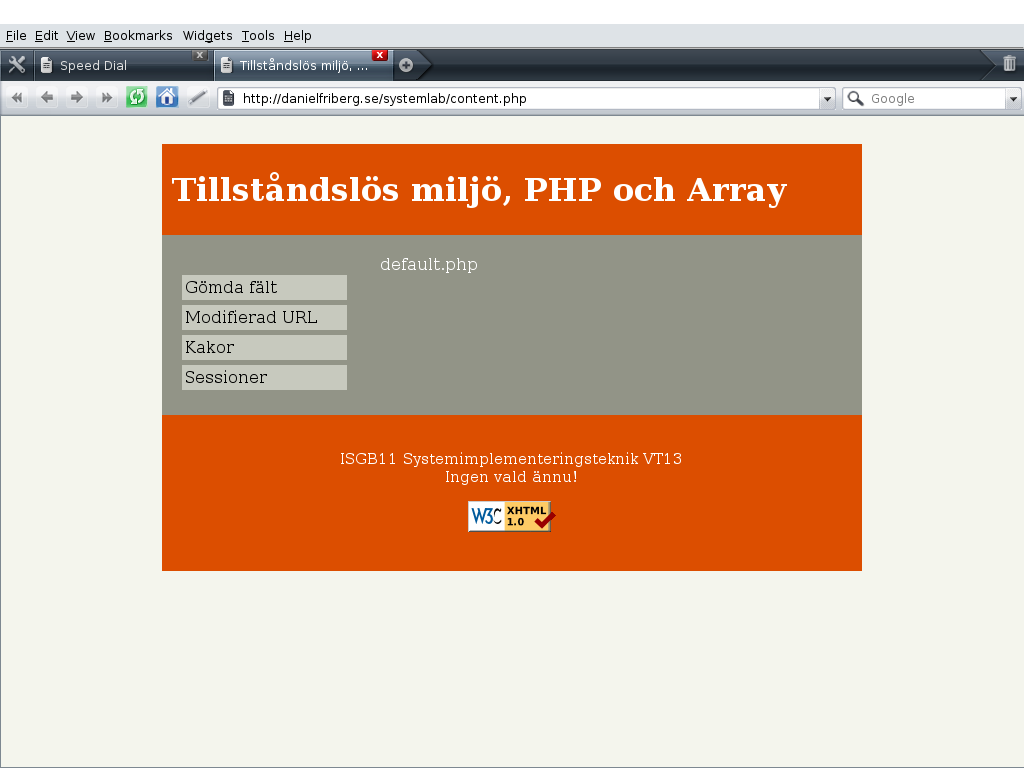 File Edit View Bookmarks Widgets Tools Help
Speed Dial
Tillståndslös miljö, ...
http://danielfriberg.se/systemlab/content.php
Google
Tillståndslös miljö, PHP och Array
default.php
Gömda fält
Modifierad URL
Kakor
Sessioner
ISGB11 Systemimplementeringsteknik VT13
Ingen vald ännu!
W3C XHTML 1.0